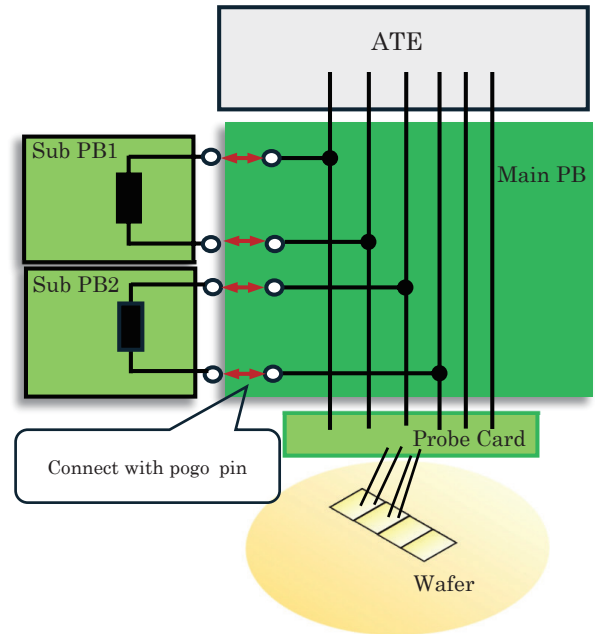 ATE
Sub PB1
Main PB
Sub PB2
Probe Card
Connect with pogo pin
Wafer